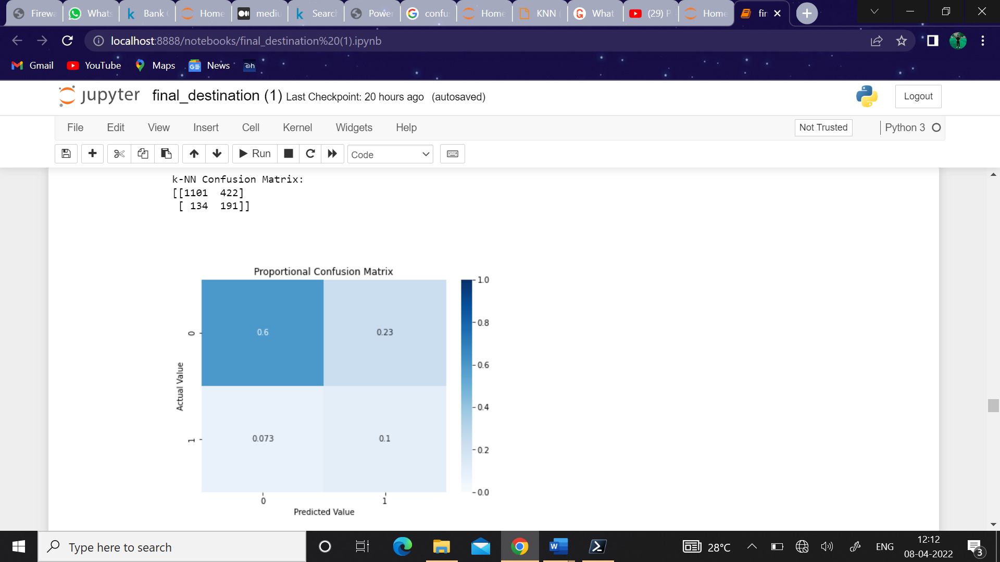 Firew
Whats
Bank
Home
medi
Search
Power
confu
Home
KNN
What
(29) P
Home
fin
localhost:8888/notebooks/final_destination%20(1).ipynb
Gmail
YouTube
Maps
News
jupyter final_destination (1) Last Checkpoint: 20 hours ago (autosaved)
Logout
File Edit View Insert Cell Kernel Widgets Help
Not Trusted
Python 3
Run
Code
k-NN Confusion Matrix:
[[1101 422]
[ 134 191]]
Proportional Confusion Matrix
1.0
0.8
0.6
0.4
0.2
0.0
0.6 0.23
0.073 0.1
0
1
Actual Value
0 1
Predicted Value
Type here to search
W
28°C
ENG
12:12
08-04-2022
3